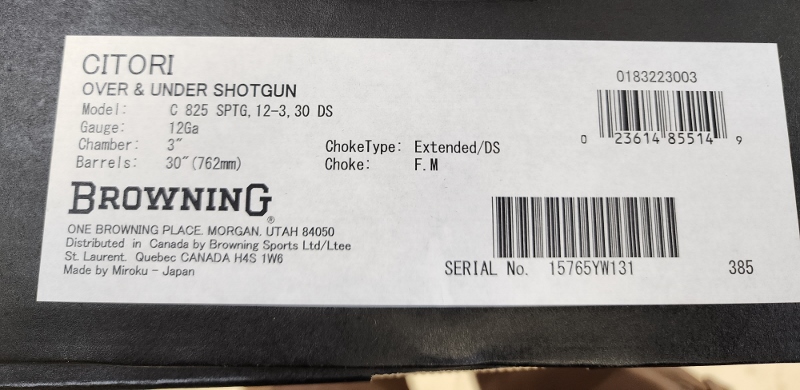 CITORI
OVER & UNDER SHOTGUN
Model: C 825 SPTG, 12-3, 30 DS
Gauge: 12Ga
Chamber: 3″
Barrels: 30″(762mm)
ChokeType: Extended/DS
Choke: F.M
0183223003
0 23614 85514 9
BROWNING®
ONE BROWNING PLACE. MORGAN. UTAH 84050
Distributed in Canada by Browning Sports Ltd/Ltee
St. Laurent. Quebec CANADA H4S 1W6
Made by Miroku - Japan
SERIAL No. 15765YW131
385